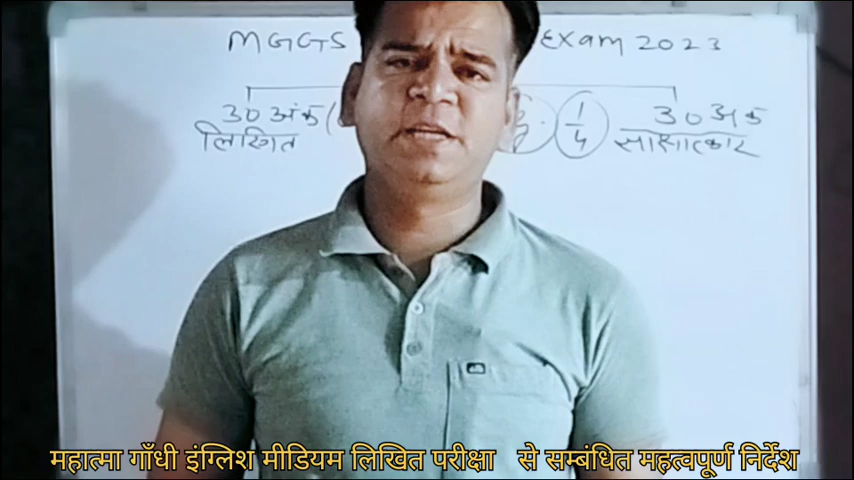 MGGS Exam 2023
30 अंक ( 1/4 30 अंक
लिखित साक्षात्कार
महात्मा गाँधी इंग्लिश मीडियम लिखित परीक्षा से सम्बंधित महत्वपूर्ण निर्देश